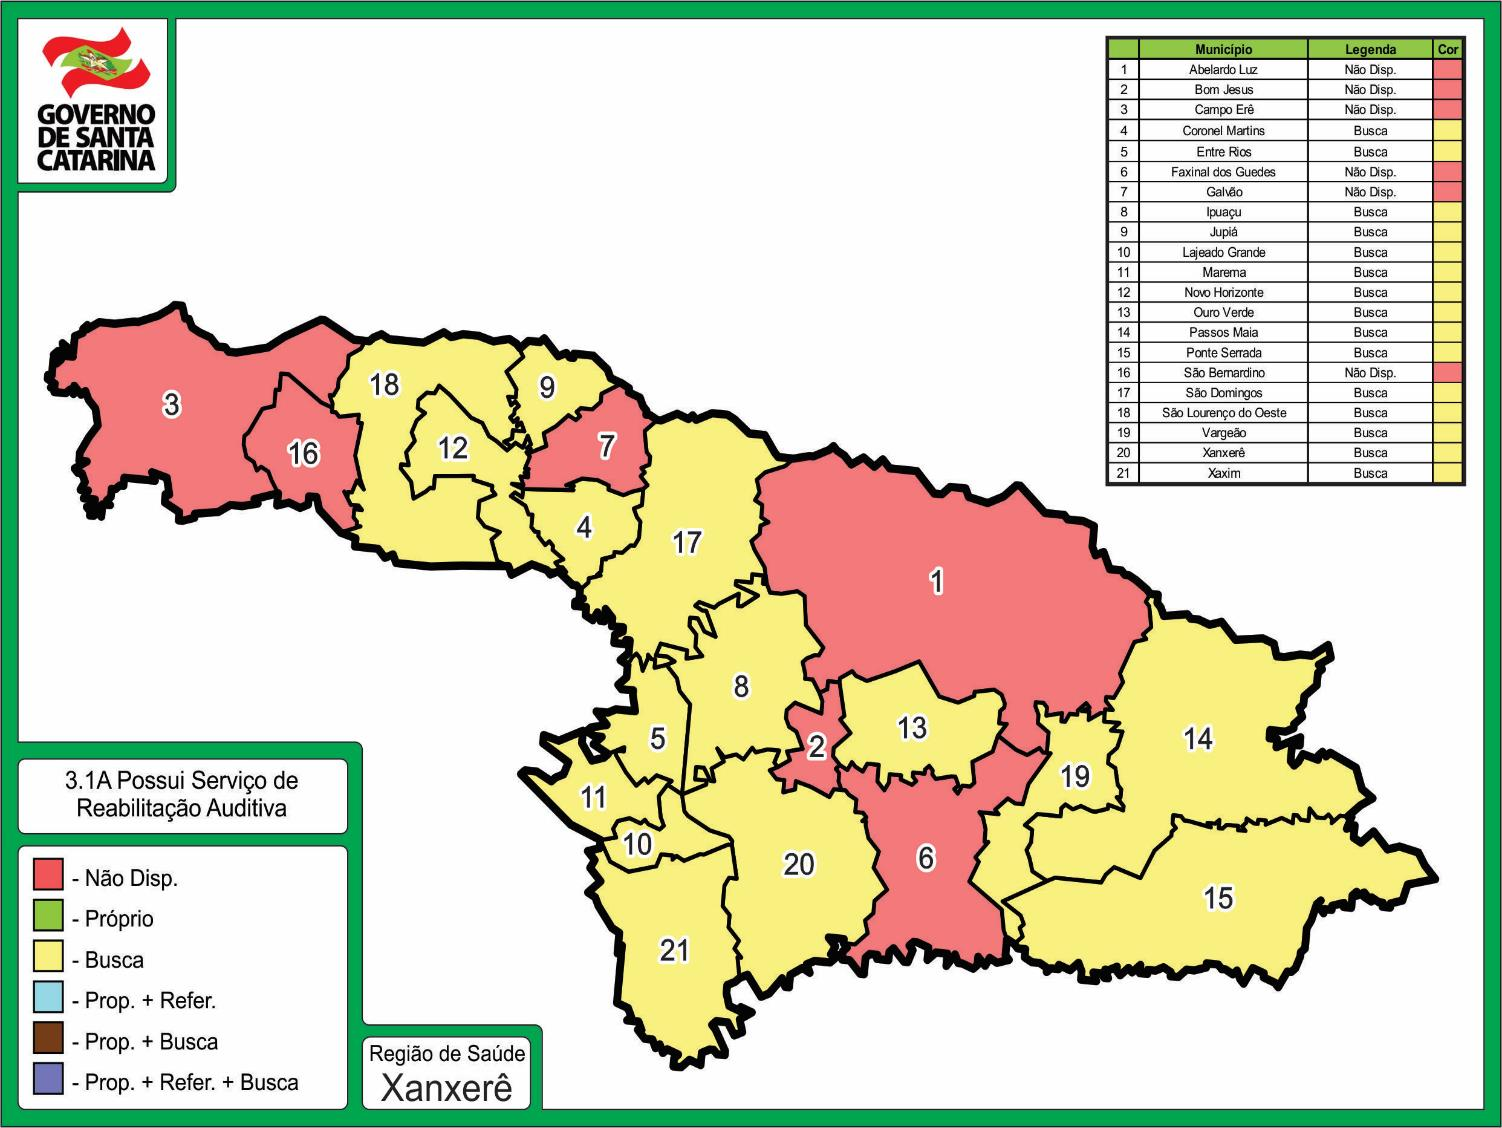 GOVERNO
DE SANTA
CATARINA
Município Legenda Cor
1 Abelardo Luz Não Disp.
2 Bom Jesus Não Disp.
3 Campo Erê Não Disp.
4 Coronel Martins Busca
5 Entre Rios Busca
6 Faxinal dos Guedes Não Disp.
7 Galvão Não Disp.
8 Ipuaçu Busca
9 Jupiá Busca
10 Lajeado Grande Busca
11 Marema Busca
12 Novo Horizonte Busca
13 Ouro Verde Busca
14 Passos Maia Busca
15 Ponte Serrada Busca
16 São Bernardino Não Disp.
17 São Domingos Busca
18 São Lourenço do Oeste Busca
19 Vargeão Busca
20 Xanxerê Busca
21 Xaxim Busca
3
16
18
12
9
7
4
17
1
8
5
2
13
14
19
11
10
20
6
15
21
3.1A Possui Serviço de
Reabilitação Auditiva
- Não Disp.
- Próprio
- Busca
- Prop. + Refer.
- Prop. + Busca
- Prop. + Refer. + Busca
Região de Saúde
Xanxerê